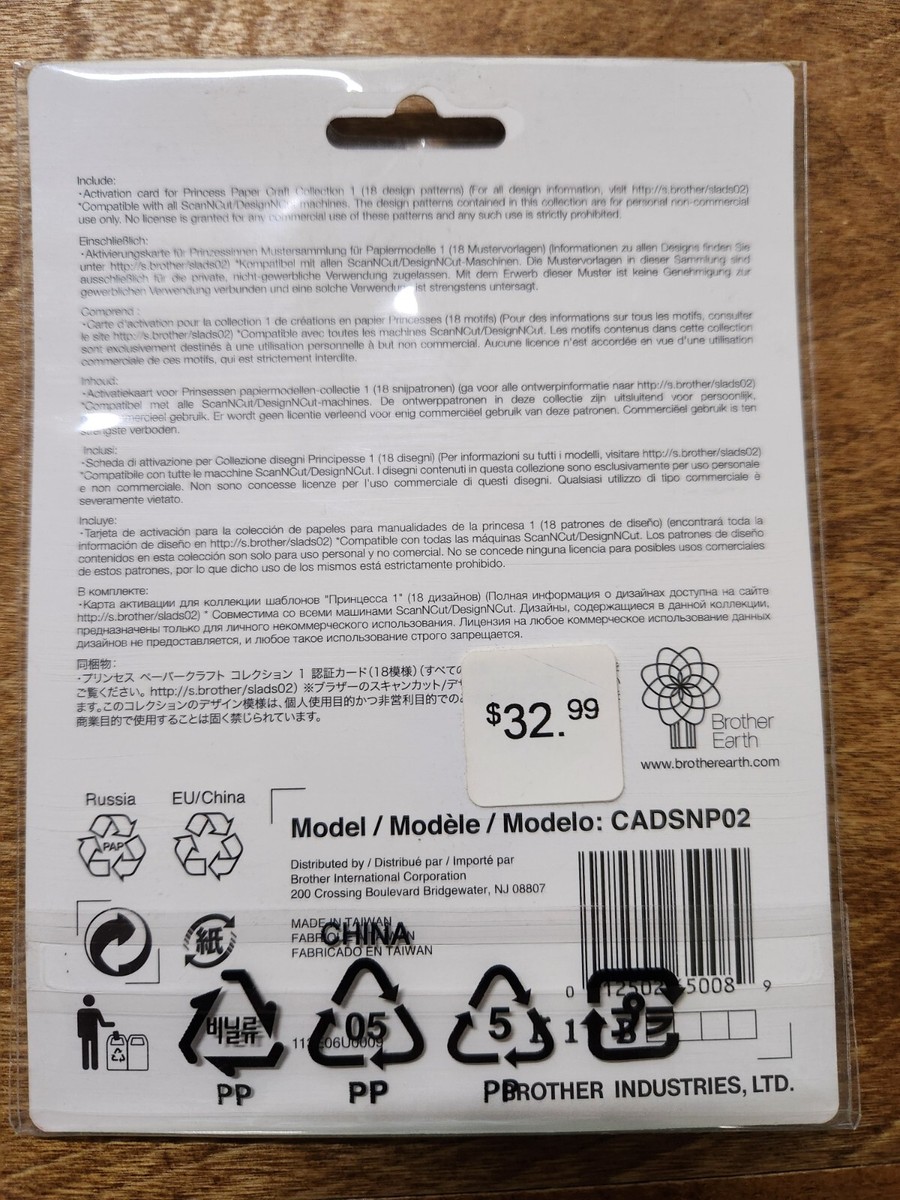 Include:
・Activation card for Princess Paper Craft Collection 1 (18 design patterns) (For all design information, visit http://s.brother/slads02)
*Compatible with all ScanNCut/DesignNCut machines. The design patterns contained in this collection are for personal non-commercial
use only. No license is granted for any commercial use of these patterns and any such use is strictly prohibited.
Einschließlich:
・Aktivierungskarte für Prinzessinnen Mustersammlung für Papiermodelle 1 (18 Mustervorlagen) (Informationen zu allen Designs finden Sie
unter http://s.brother/slads02) *Kompatibel mit allen ScanNCut/DesignNCut-Maschinen. Die Mustervorlagen in dieser Sammlung sind
ausschließlich für die private, nicht-gewerbliche Verwendung zugelassen. Mit dem Erwerb dieser Muster ist keine Genehmigung zur
gewerblichen Verwendung verbunden und eine solche Verwendung ist strengstens untersagt.
Comprend :
・Carte d'activation pour la collection 1 de créations en papier Princesses (18 motifs) (Pour des informations sur tous les motifs, consulter
le site http://s.brother/slads02) *Compatible avec toutes les machines ScanNCut/DesignNCut. Les motifs contenus dans cette collection
sont exclusivement destinés à une utilisation personnelle à but non commercial. Aucune licence n'est accordée en vue d'une utilisation
commerciale de ces motifs, qui est strictement interdite.
Inhoud:
・Activatiekaart voor Prinsessen papiermodellen-collectie 1 (18 snijpatronen) (ga voor alle ontwerpinformatie naar http://s.brother/slads02)
*Compatibel met alle ScanNCut/DesignNCut-machines. De ontwerppatronen in deze collectie zijn uitsluitend voor persoonlijk,
mercieel gebruik. Er wordt geen licentie verleend voor enig commercieel gebruik van deze patronen. Commercieel gebruik is ten
strengste verboden.
Inclusi:
・Scheda di attivazione per Collezione disegni Principesse 1 (18 disegni) (Per informazioni su tutti i modelli, visitare http://s.brother/slads02)
*Compatibile con tutte le macchine ScanNCut/DesignNCut. I disegni contenuti in questa collezione sono esclusivamente per uso personale
e non commerciale. Non sono concesse licenze per l'uso commerciale di questi disegni. Qualsiasi utilizzo di tipo commerciale è
severamente vietato.
Incluye:
・Tarjeta de activación para la colección de papeles para manualidades de la princesa 1 (18 patrones de diseño) (encontrará toda la
información de diseño en http://s.brother/slads02) *Compatible con todas las máquinas ScanNCut/DesignNCut. Los patrones de diseño
contenidos en esta colección son solo para uso personal y no comercial. No se concede ninguna licencia para posibles usos comerciales
de estos patrones, por lo que dicho uso de los mismos está estrictamente prohibido.
В комплекте:
・Карта активации для коллекции шаблонов "Принцесса 1" (18 дизайнов) (Полная информация о дизайнах доступна на сайте
http://s.brother/slads02) * Совместима со всеми машинами ScanNCut/DesignNCut. Дизайны, содержащиеся в данной коллекции,
предназначены только для личного некоммерческого использования. Лицензия на любое коммерческое использование данных
дизайнов не предоставляется, и любое такое использование строго запрещается.
同梱物:
・プリンセス ペーパークラフト コレクション 1 認証カード(18模様)(すべての
ご覧ください。http://s.brother/slads02) ※ブラザーのスキャンカット/デザ
ます。このコレクションのデザイン模様は、個人使用目的かつ非営利目的での
商業目的で使用することは固く禁じられています。
$32.99
Brother
Earth
www.brotherearth.com
Russia
EU/China
PAP
Model / Modèle / Modelo: CADSNP02
Distributed by / Distribué par / Importé par
Brother International Corporation
200 Crossing Boulevard Bridgewater, NJ 08807
MADE IN TAIWAN
FABRIQUÉ EN TAIWAN
FABRICADO EN TAIWAN
CHINA
紙
0 12502 65008 9
비닐류
PP
05
PP
5
PP
プラ
BROTHER INDUSTRIES, LTD.